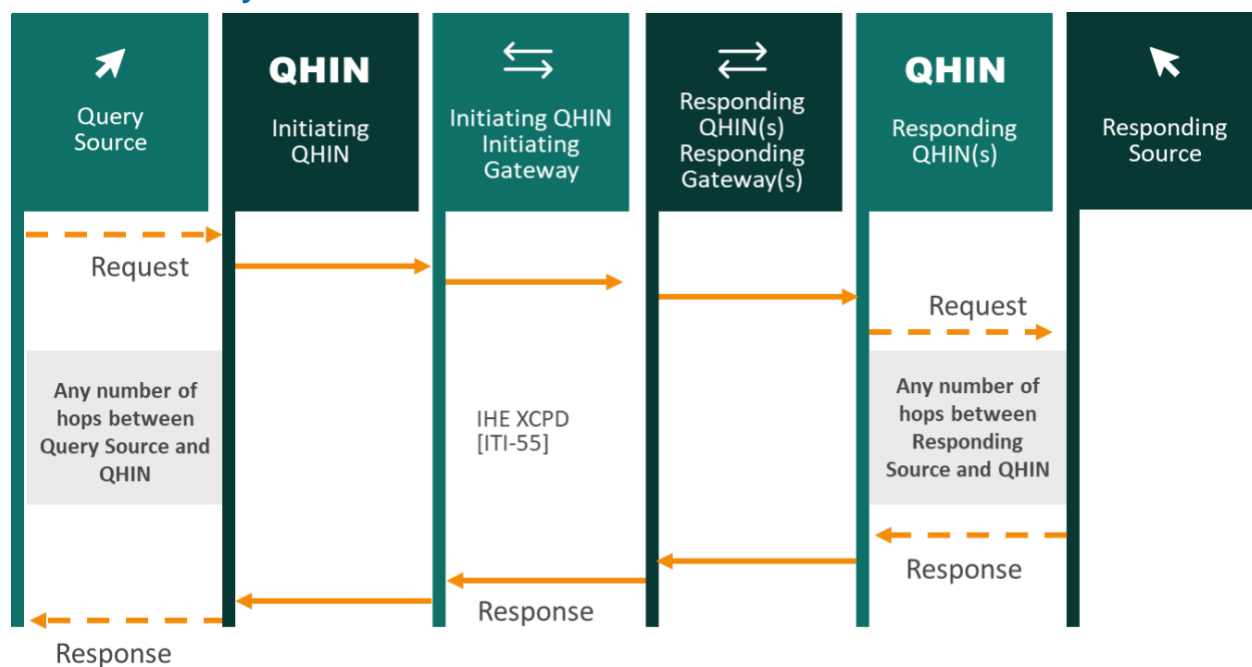 Query
Source
QHIN
Initiating
QHIN
Initiating QHIN
Initiating
Gateway
Responding
QHIN(s)
Responding
Gateway(s)
QHIN
Responding
QHIN(s)
Responding
Source
Request
Request
Any number of
hops between
Query Source and
QHIN
IHE XCPD
[ITI-55]
Any number of
hops between
Responding
Source and QHIN
Response
Response
Response